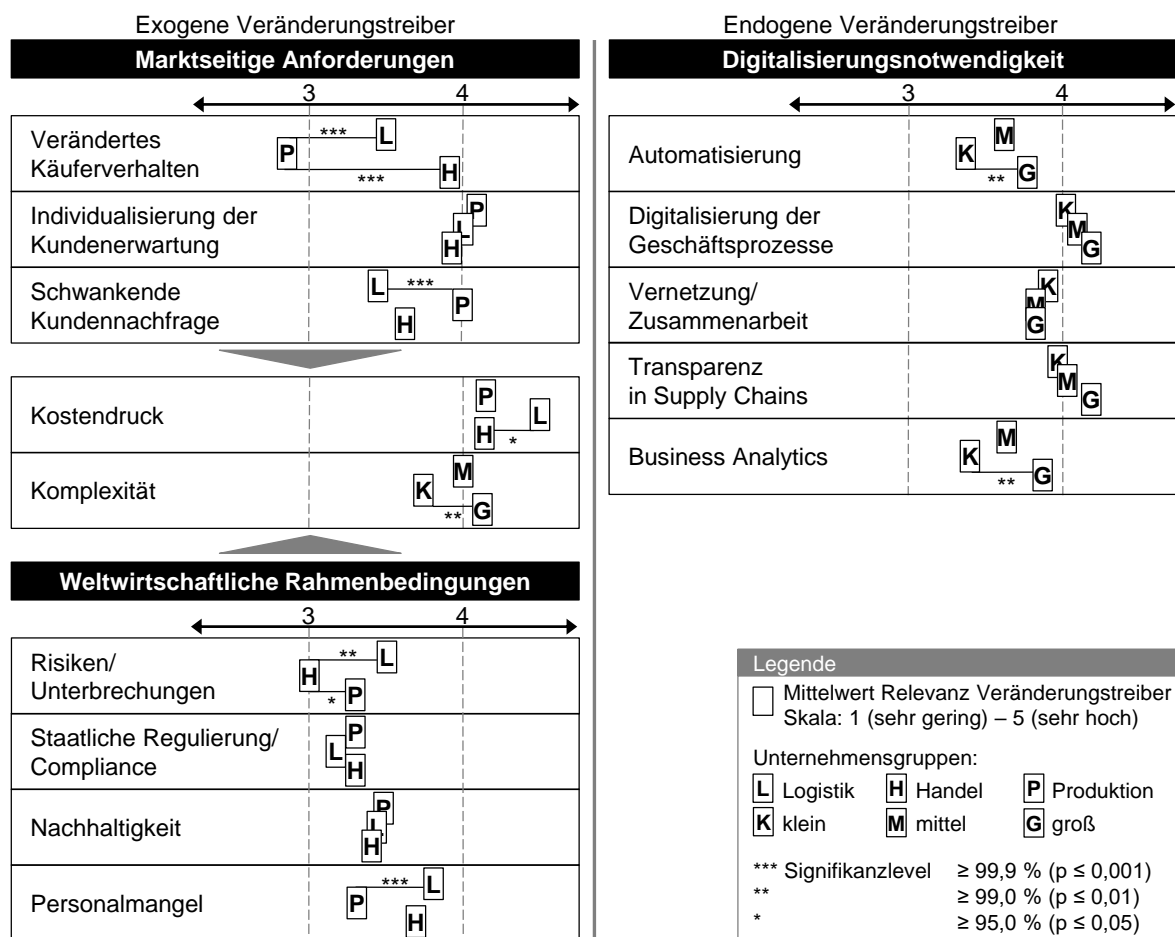 Exogene Veränderungstreiber
Marktseitige Anforderungen
3 4
Verändertes
Käuferverhalten
*** L
P
*** H
Individualisierung der
Kundenerwartung
P
L
H
Schwankende
Kundennachfrage
L *** P
H
Kostendruck
P
L
H *
Komplexität
M
K
** G
Weltwirtschaftliche Rahmenbedingungen
3 4
Risiken/
Unterbrechungen
** L
H
* P
Staatliche Regulierung/
Compliance
P
L
H
Nachhaltigkeit
P
L
H
Personalmangel
*** L
P
H
Endogene Veränderungstreiber
Digitalisierungsnotwendigkeit
3 4
Automatisierung
M
K
** G
Digitalisierung der
Geschäftsprozesse
K
M
G
Vernetzung/
Zusammenarbeit
K
M
G
Transparenz
in Supply Chains
K
M
G
Business Analytics
M
K
** G
Legende
Mittelwert Relevanz Veränderungstreiber
Skala: 1 (sehr gering) – 5 (sehr hoch)
Unternehmensgruppen:
L Logistik H Handel P Produktion
K klein M mittel G groß
*** Signifikanzlevel ≥ 99,9 % (p ≤ 0,001)
** ≥ 99,0 % (p ≤ 0,01)
* ≥ 95,0 % (p ≤ 0,05)